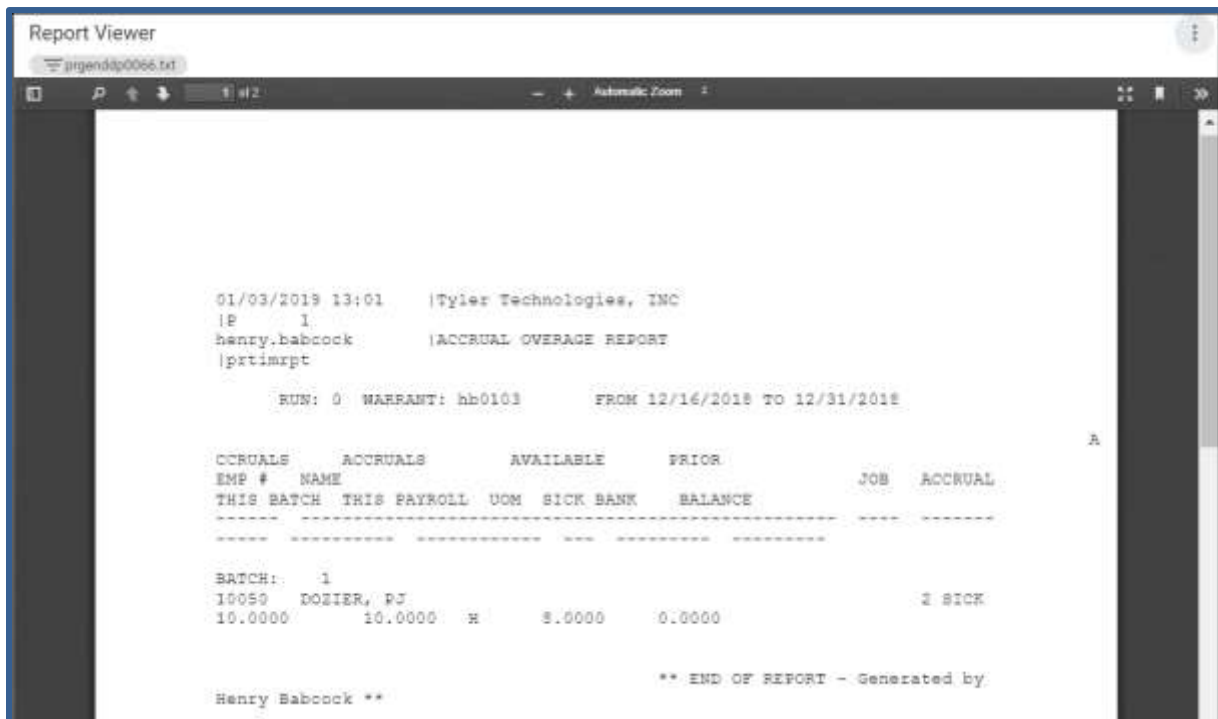 Report Viewer
prgenddp0066.txt
1 of 2 - + Automatic Zoom
01/03/2019 13:01 |Tyler Technologies, INC
|P 1
henry.babcock |ACCRUAL OVERAGE REPORT
|prtimrpt
RUN: 0 WARRANT: hb0103 FROM 12/16/2018 TO 12/31/2018
A
CCRUALS ACCRUALS AVAILABLE PRIOR
EMP # NAME JOB ACCRUAL
THIS BATCH THIS PAYROLL UOM SICK BANK BALANCE
------ --------------------------------------------------- ---- -------
----- ---------- ------------ --- --------- ---------
BATCH: 1
10050 DOZIER, PJ 2 SICK
10.0000 10.0000 H 8.0000 0.0000
** END OF REPORT - Generated by
Henry Babcock **